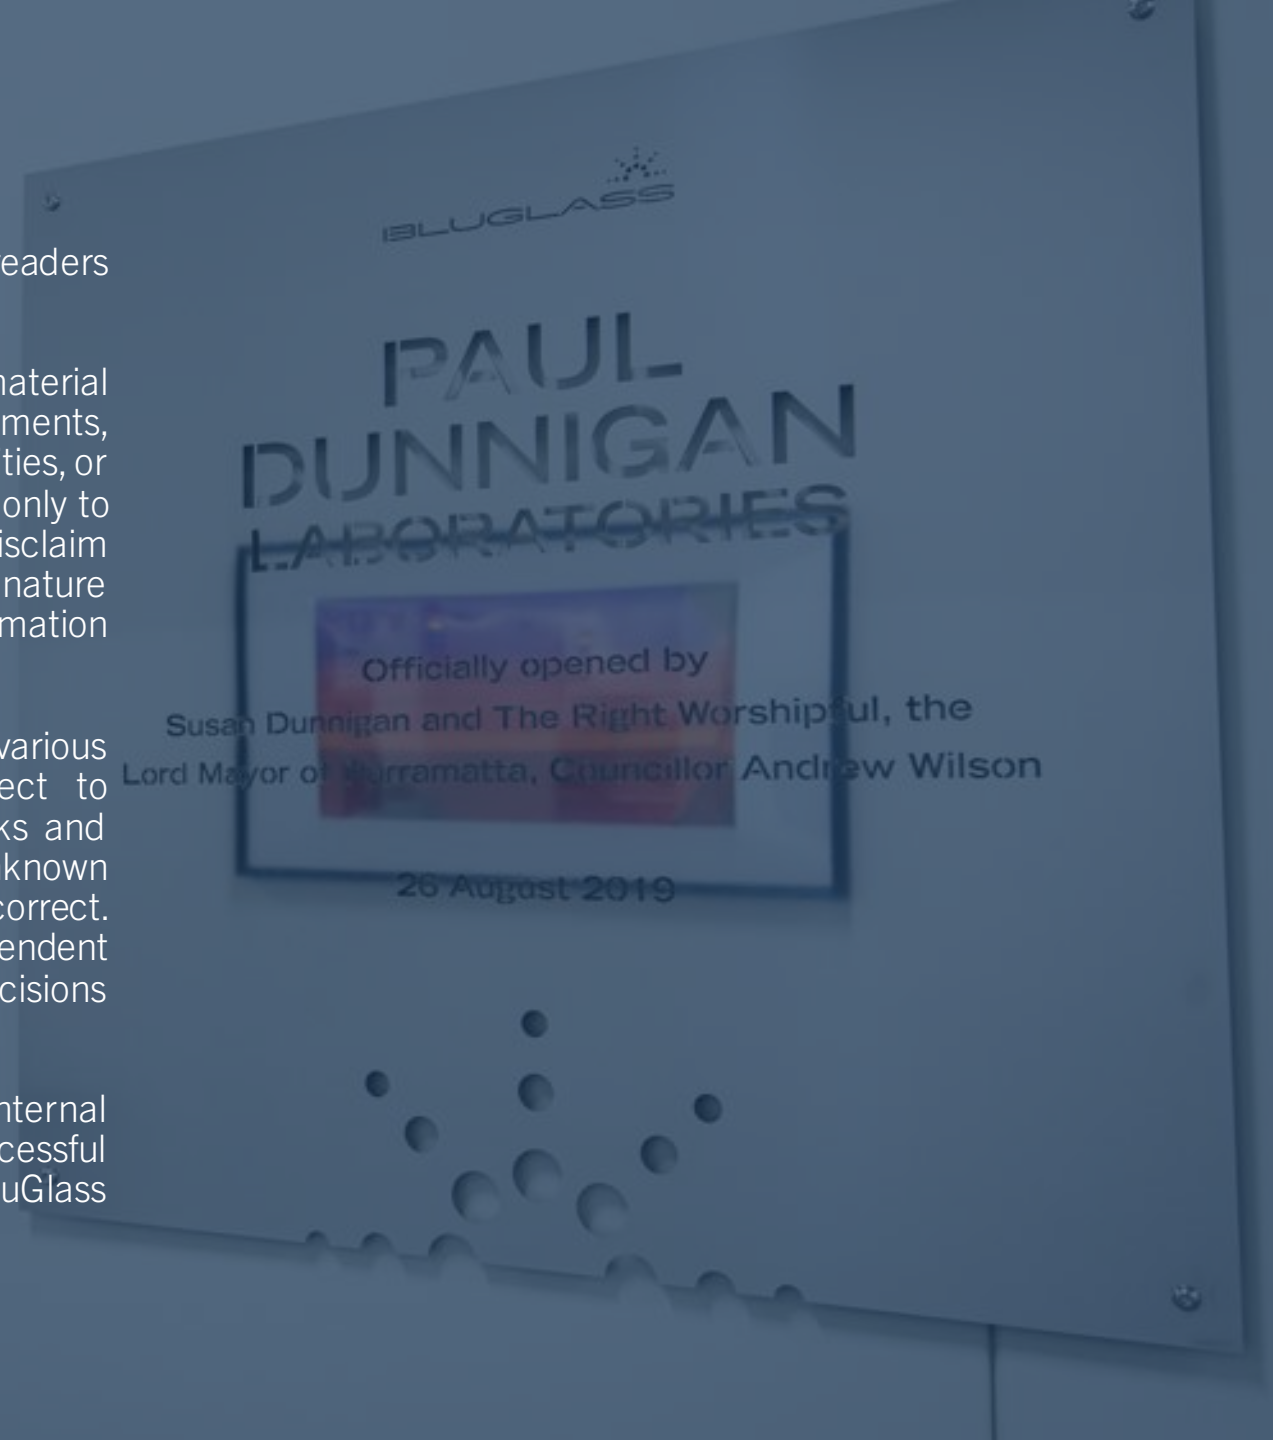 eaders
naterial
ments,
ties, or
only to
isclaim
nature
mation
various
ect to
ks and
known
correct.
endent
cisions
nternal
cessful
uGlass
BLUGLASS
PAUL
DUNNIGAN
LABORATORIES
Officially opened by
Susan Dunnigan and The Right Worshipful, the
Lord Mayor of Parramatta, Councillor Andrew Wilson
26 August 2019